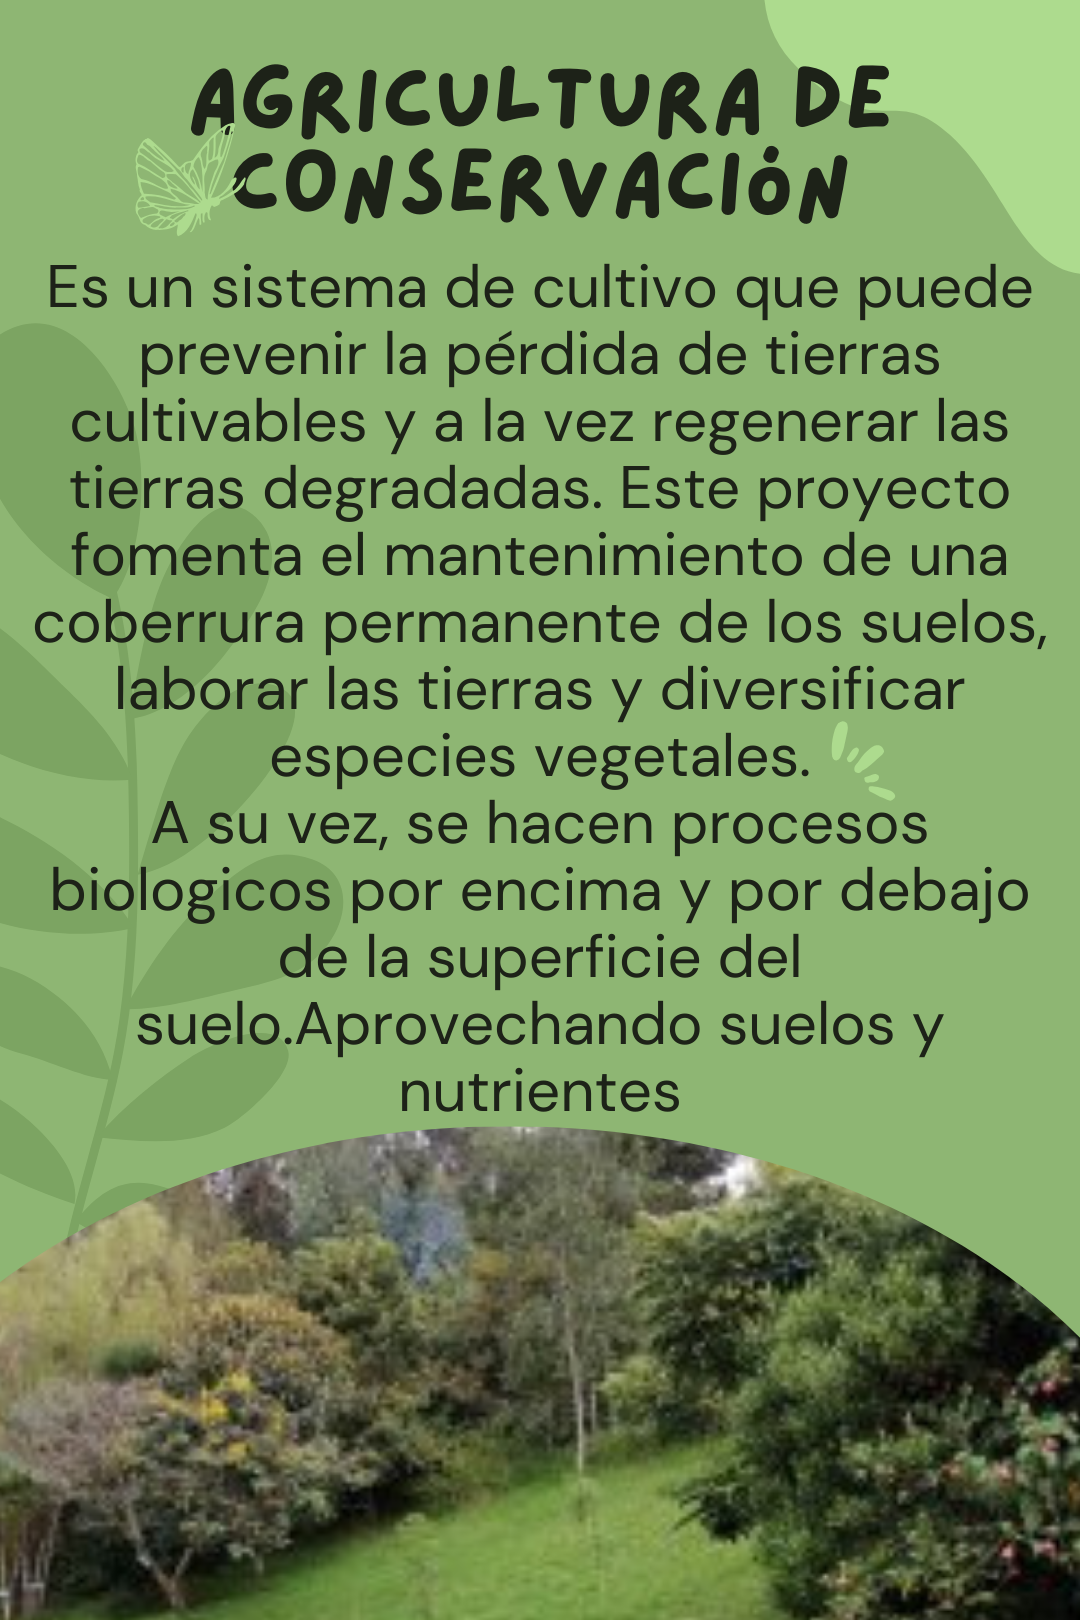 AGRICULTURA DE
CONSERVACIÓN
Es un sistema de cultivo que puede
prevenir la pérdida de tierras
cultivables y a la vez regenerar las
tierras degradadas. Este proyecto
fomenta el mantenimiento de una
coberrura permanente de los suelos,
laborar las tierras y diversificar
especies vegetales.
A su vez, se hacen procesos
biologicos por encima y por debajo
de la superficie del
suelo.Aprovechando suelos y
nutrientes